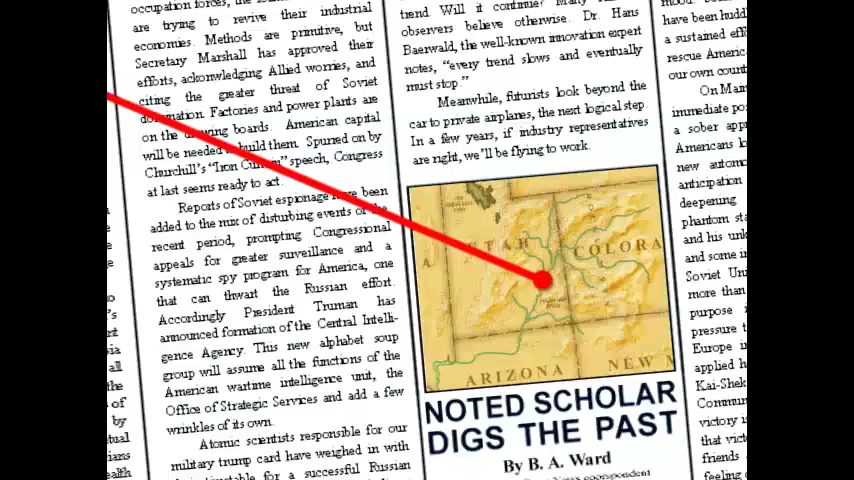 occupation forces, the
are trying to revive their industrial
economies. Methods are primitive, but
Secretary Marshall has approved their
efforts, acknowledging Allied worries, and
citing the greater threat of Soviet
Factories and power plants are
on the drawing boards. American capital
will be needed to build them. Spurred on by
Churchill's "Iron Curtain" speech, Congress
at last seems ready to act.
Reports of Soviet espionage have been
added to the mix of disturbing events of the
recent period, prompting Congressional
appeals for greater surveillance and a
systematic spy program for America, one
that can thwart the Russian effort.
Accordingly President Truman has
announced formation of the Central Intelli-
gence Agency. This new alphabet soup
group will assume all the functions of the
American wartime intelligence unit, the
Office of Strategic Services and add a few
wrinkles of its own.
Atomic scientists responsible for our
military trump card have weighed in with
timetable for a successful Russian
trend. Will it continue? Many
observers believe otherwise. Dr. Hans
Baerwald, the well-known innovation expert
notes, "every trend slows and eventually
must stop."
Meanwhile, futurists look beyond the
car to private airplanes, the next logical step.
In a few years, if industry representatives
are right, we'll be flying to work.
UTAH
COLORA
A
ARIZONA
NEW M
NOTED SCHOLAR
DIGS THE PAST
By B. A. Ward
correspondent
have been hudd
a sustained eff
rescue Americ
our own count
On Main
immediate po
a sober app
Americans lo
new automo
anticipation
deepening
phantom sta
and his unk
and some in
Soviet Un
more than
purpose i
pressure t
Europe in
applied h
Kai-Shek
Commun
victory is
that vict
friends
feeling